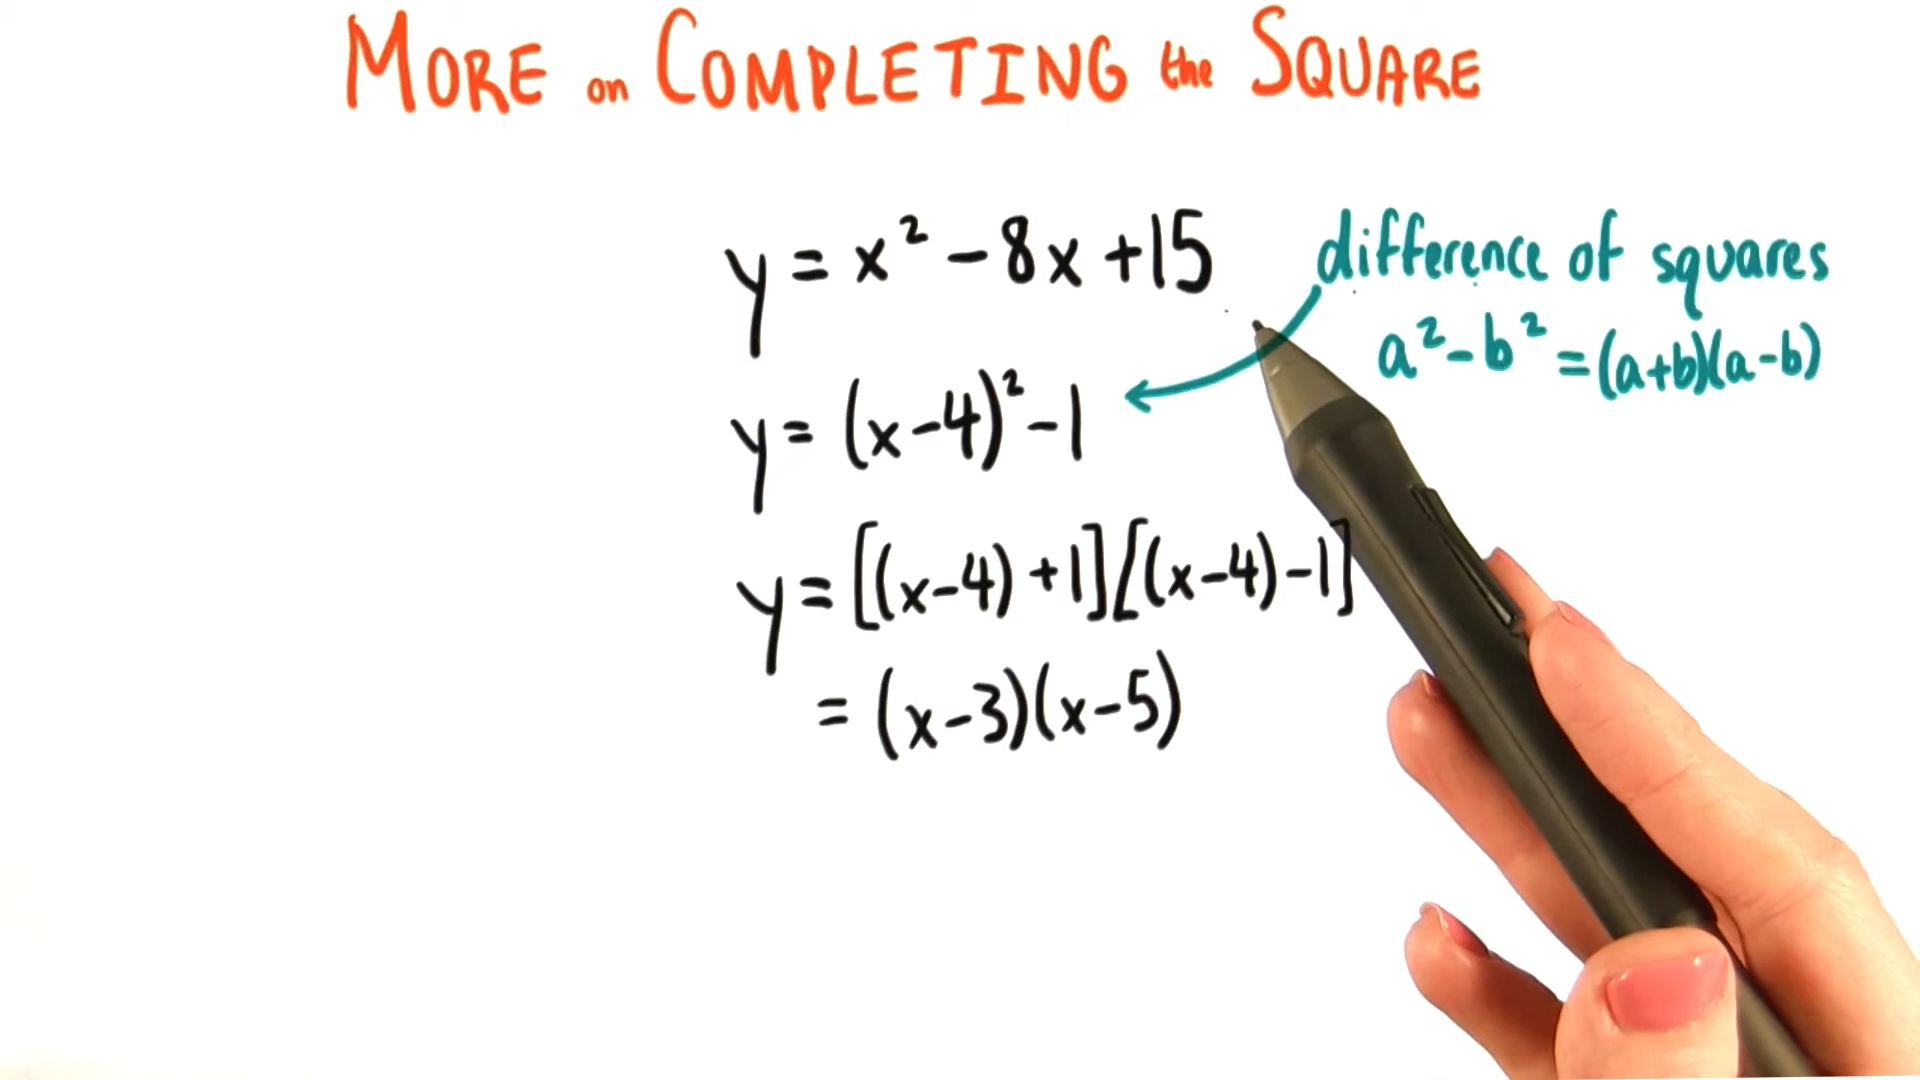 MORE on COMPLETING the SQUARE
y = x² - 8x + 15
difference of squares
a² - b² = (a+b)(a-b)
y = (x-4)² - 1
y = [(x-4) + 1][(x-4) - 1]
= (x-3)(x-5)